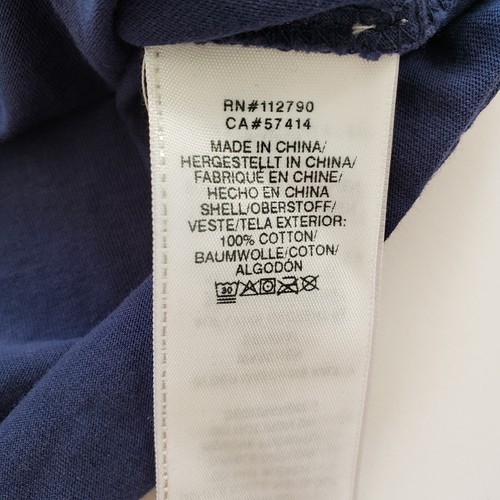 RN#112790
CA#57414
MADE IN CHINA/
HERGESTELLT IN CHINA/
FABRIQUÉ EN CHINE/
HECHO EN CHINA
SHELL/OBERSTOFF/
VESTE/TELA EXTERIOR:
100% COTTON/
BAUMWOLLE/COTON/
ALGODÓN
30